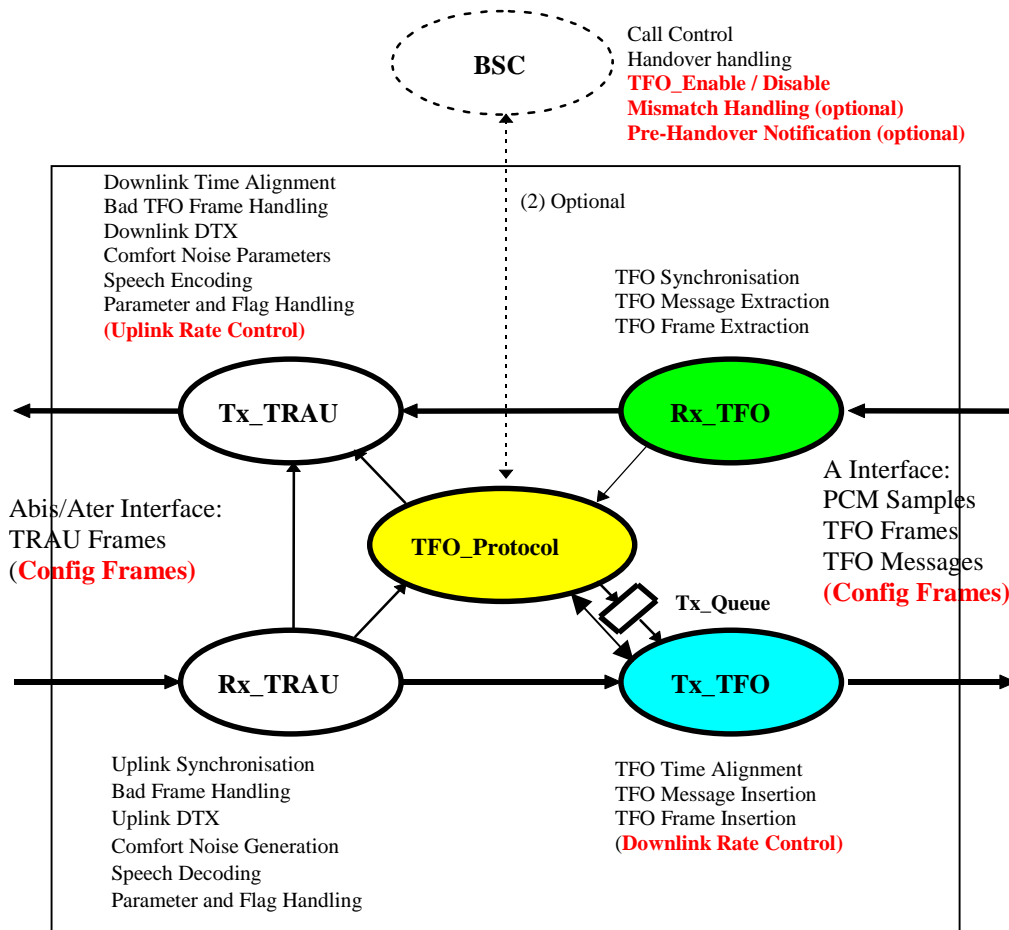 BSC
Call Control
Handover handling
TFO_Enable / Disable
Mismatch Handling (optional)
Pre-Handover Notification (optional)
Downlink Time Alignment
Bad TFO Frame Handling
Downlink DTX
Comfort Noise Parameters
Speech Encoding
Parameter and Flag Handling
(Uplink Rate Control)
(2) Optional
TFO Synchronisation
TFO Message Extraction
TFO Frame Extraction
Tx_TRAU
Rx_TFO
Abis/Ater Interface:
TRAU Frames
(Config Frames)
TFO_Protocol
A Interface:
PCM Samples
TFO Frames
TFO Messages
(Config Frames)
Tx_Queue
Rx_TRAU
Tx_TFO
Uplink Synchronisation
Bad Frame Handling
Uplink DTX
Comfort Noise Generation
Speech Decoding
Parameter and Flag Handling
TFO Time Alignment
TFO Message Insertion
TFO Frame Insertion
(Downlink Rate Control)